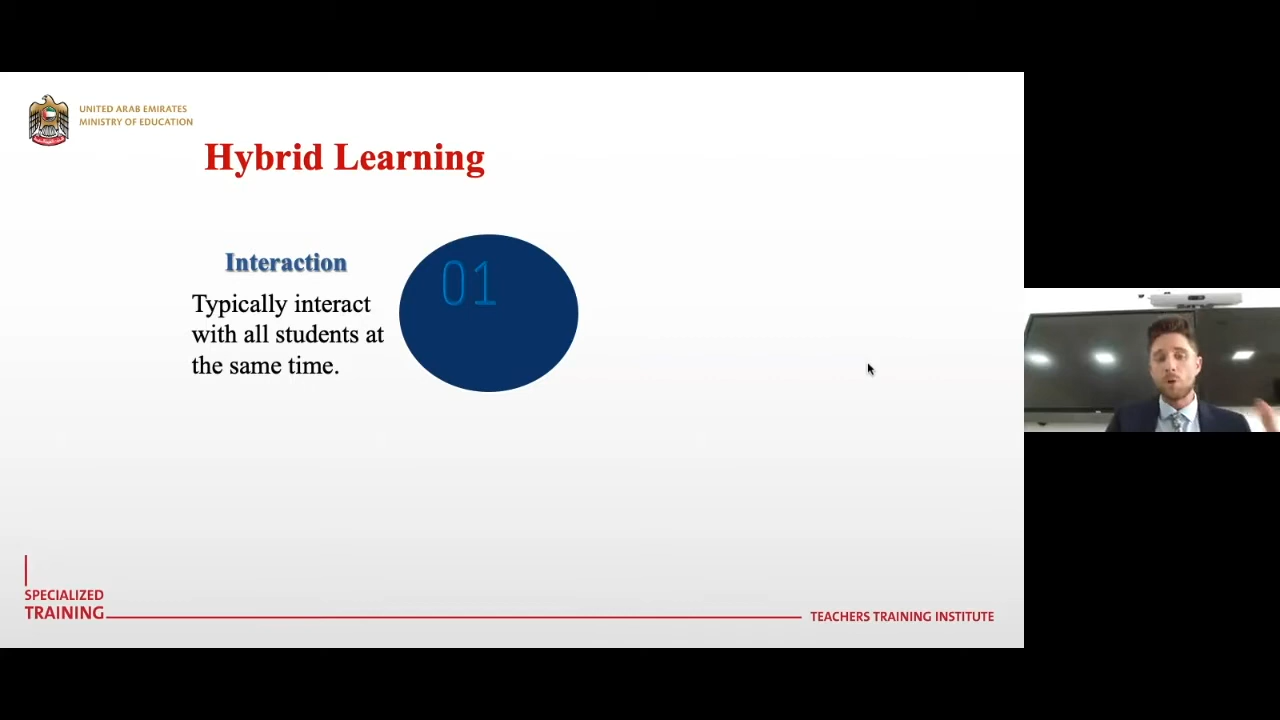 UNITED ARAB EMIRATES
MINISTRY OF EDUCATION
Hybrid Learning
Interaction
Typically interact
with all students at
the same time.
01
SPECIALIZED
TRAINING
TEACHERS TRAINING INSTITUTE